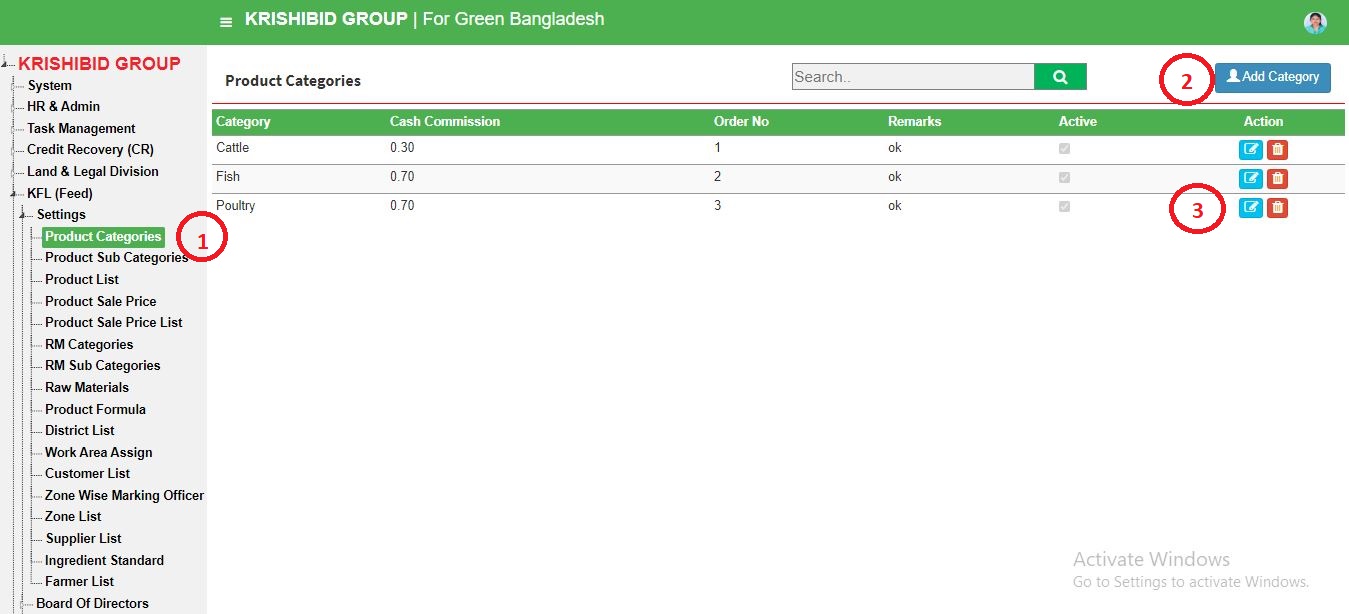 KRISHIBID GROUP | For Green Bangladesh
KRISHIBID GROUP
System
HR & Admin
Task Management
Credit Recovery (CR)
Land & Legal Division
KFL (Feed)
Settings
Product Categories
Product Sub Categories
Product List
Product Sale Price
Product Sale Price List
RM Categories
RM Sub Categories
Raw Materials
Product Formula
District List
Work Area Assign
Customer List
Zone Wise Marking Officer
Zone List
Supplier List
Ingredient Standard
Farmer List
Board Of Directors
1
Product Categories
Search..
2
Add Category
Category Cash Commission Order No Remarks Active Action
Cattle 0.30 1 ok
Fish 0.70 2 ok
Poultry 0.70 3 ok
3
Activate Windows
Go to Settings to activate Windows.